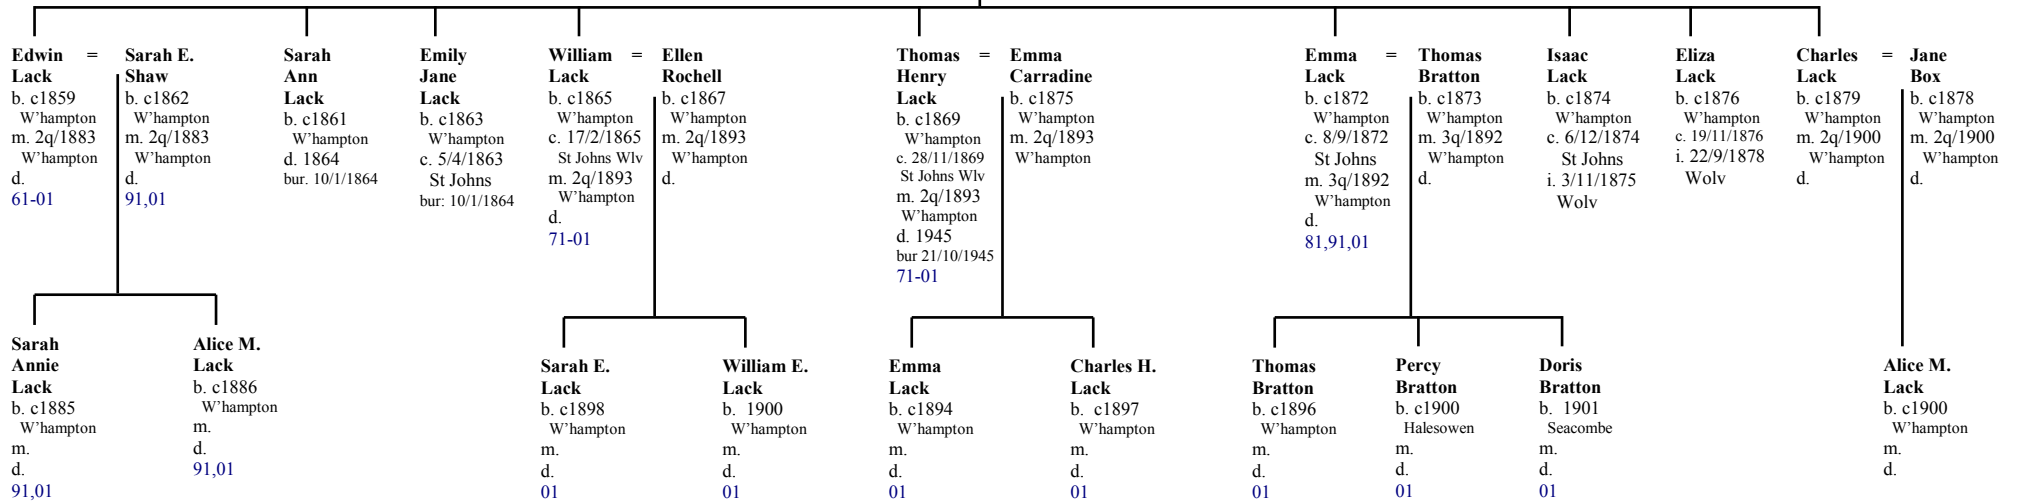 Edwin =
Lack
b. c1859
W'hampton
m. 2q/1883
W'hampton
d.
61-01
Sarah E.
Shaw
b. c1862
W'hampton
m. 2q/1883
W'hampton
d.
91,01
Sarah
Ann
Lack
b. c1861
W'hampton
d. 1864
bur. 10/1/1864
Emily
Jane
Lack
b. c1863
W'hampton
c. 5/4/1863
St Johns
bur: 10/1/1864
William =
Lack
b. c1865
W'hampton
c. 17/2/1865
St Johns Wlv
m. 2q/1893
W'hampton
d.
71-01
Ellen
Rochell
b. c1867
W'hampton
m. 2q/1893
W'hampton
d.
Thomas =
Henry
Lack
b. c1869
W'hampton
c. 28/11/1869
St Johns Wlv
m. 2q/1893
W'hampton
d. 1945
bur 21/10/1945
71-01
Emma
Carradine
b. c1875
W'hampton
m. 2q/1893
W'hampton
Emma =
Lack
b. c1872
W'hampton
c. 8/9/1872
St Johns
m. 3q/1892
W'hampton
d.
81,91,01
Thomas
Bratton
b. c1873
W'hampton
m. 3q/1892
W'hampton
d.
Isaac
Lack
b. c1874
W'hampton
c. 6/12/1874
St Johns
i. 3/11/1875
Wolv
Eliza
Lack
b. c1876
W'hampton
c. 19/11/1876
i. 22/9/1878
Wolv
Charles =
Lack
b. c1879
W'hampton
m. 2q/1900
W'hampton
d.
Jane
Box
b. c1878
W'hampton
m. 2q/1900
W'hampton
d.
Sarah
Annie
Lack
b. c1885
W'hampton
m.
d.
91,01
Alice M.
Lack
b. c1886
W'hampton
m.
d.
91,01
Sarah E.
Lack
b. c1898
W'hampton
m.
d.
01
William E.
Lack
b. 1900
W'hampton
m.
d.
01
Emma
Lack
b. c1894
W'hampton
m.
d.
01
Charles H.
Lack
b. c1897
W'hampton
m.
d.
01
Thomas
Bratton
b. c1896
W'hampton
m.
d.
01
Percy
Bratton
b. c1900
Halesowen
m.
d.
01
Doris
Bratton
b. 1901
Seacombe
m.
d.
01
Alice M.
Lack
b. c1900
W'hampton
m.
d.